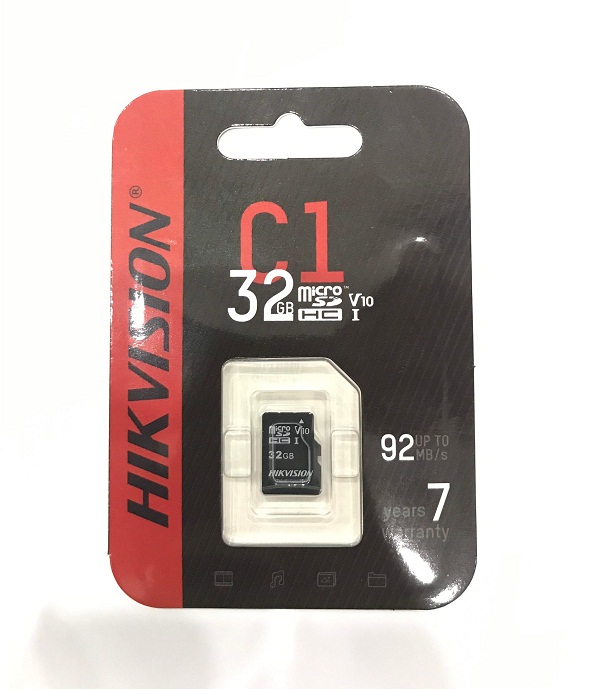 HIKVISION®
C1
32GB micro SD HC™ V10 I
micro SD HC V10 I
32GB
HIKVISION
92 UP TO MB/s
years 7
warranty